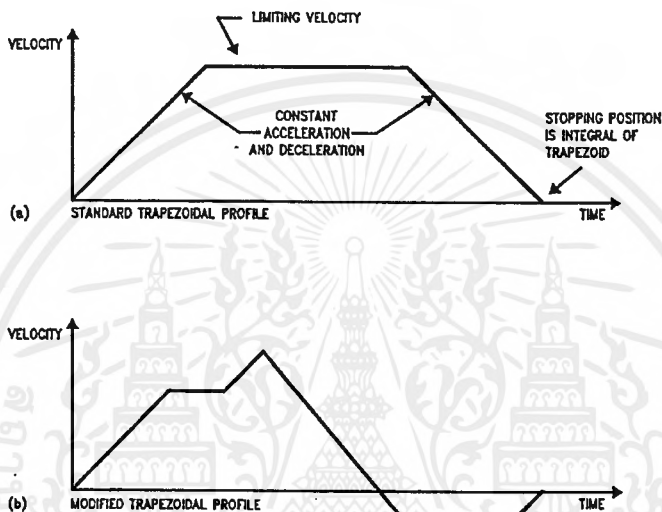 LIMITING VELOCITY
VELOCITY
CONSTANT
ACCELERATION
AND DECELERATION
STOPPING POSITION
IS INTEGRAL OF
TRAPEZOID
(a) STANDARD TRAPEZOIDAL PROFILE
TIME
VELOCITY
(b) MODIFIED TRAPEZOIDAL PROFILE
TIME